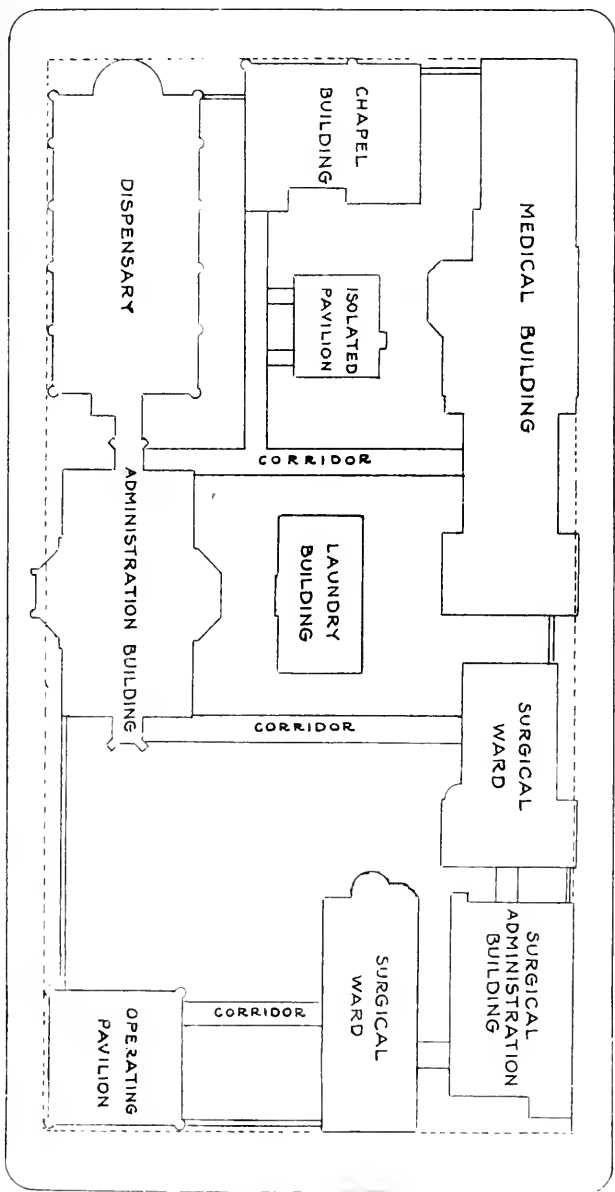 MEDICAL BUILDING
CHAPEL
BUILDING
DISPENSARY
ISOLATED
PAVILION
CORRIDOR
ADMINISTRATION BUILDING
LAUNDRY
BUILDING
CORRIDOR
SURGICAL
WARD
SURGICAL
ADMINISTRATION
BUILDING
SURGICAL
WARD
CORRIDOR
OPERATING
PAVILION